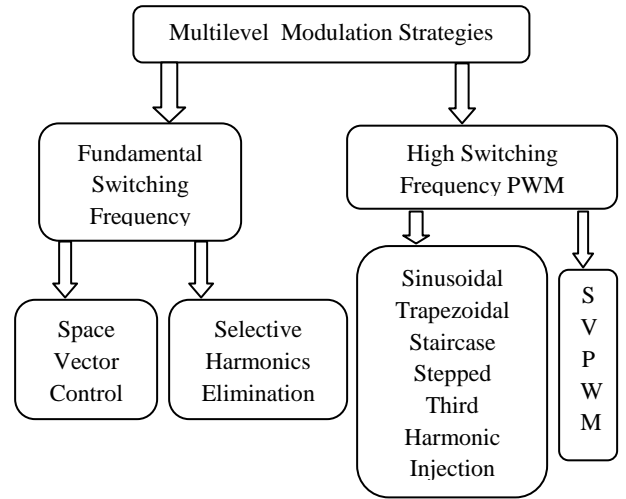 Multilevel Modulation Strategies
Fundamental
Switching
Frequency
High Switching
Frequency PWM
Space
Vector
Control
Selective
Harmonics
Elimination
Sinusoidal
Trapezoidal
Staircase
Stepped
Third
Harmonic
Injection
S
V
P
W
M